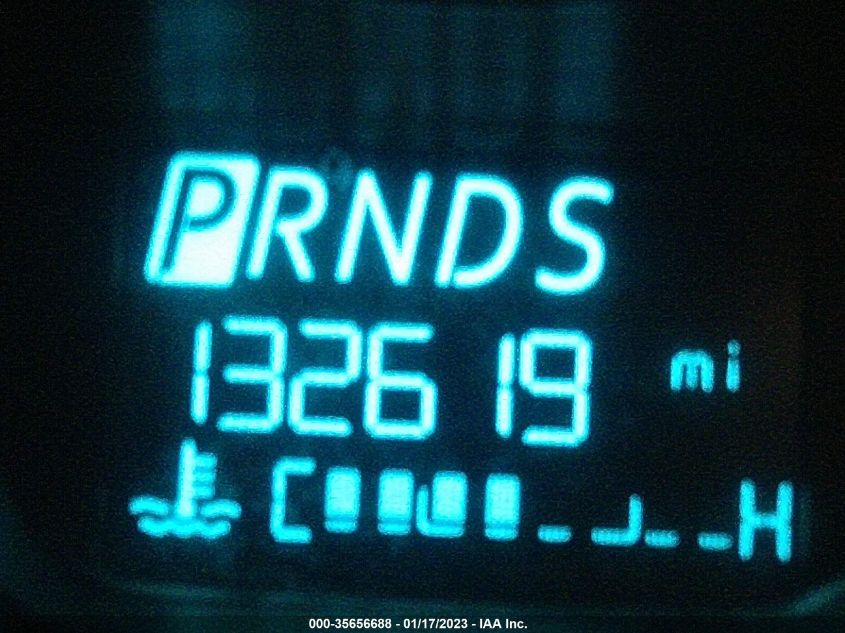 PRNDS
132619 mi
C H
000-35656688 - 01/17/2023 - IAA Inc.